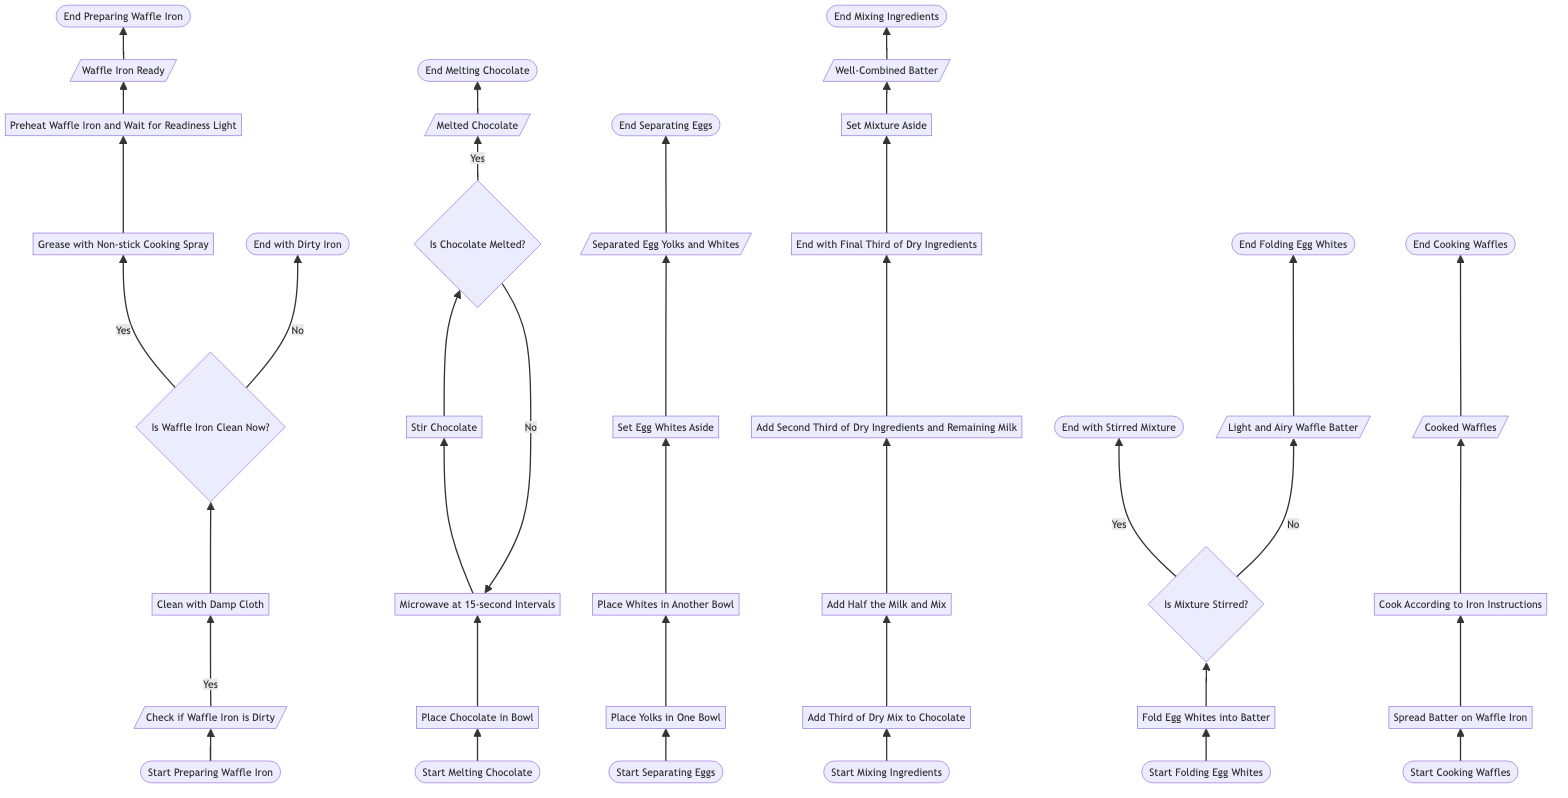 End Preparing Waffle Iron
Waffle Iron Ready
Preheat Waffle Iron and Wait for Readiness Light
Grease with Non-stick Cooking Spray
End with Dirty Iron
Yes
No
Is Waffle Iron Clean Now?
Clean with Damp Cloth
Yes
Check if Waffle Iron is Dirty
Start Preparing Waffle Iron
End Melting Chocolate
Melted Chocolate
Yes
Is Chocolate Melted?
Stir Chocolate
No
Microwave at 15-second Intervals
Place Chocolate in Bowl
Start Melting Chocolate
End Separating Eggs
Separated Egg Yolks and Whites
Set Egg Whites Aside
Place Whites in Another Bowl
Place Yolks in One Bowl
Start Separating Eggs
End Mixing Ingredients
Well-Combined Batter
Set Mixture Aside
End with Final Third of Dry Ingredients
Add Second Third of Dry Ingredients and Remaining Milk
Add Half the Milk and Mix
Add Third of Dry Mix to Chocolate
Start Mixing Ingredients
End Folding Egg Whites
End with Stirred Mixture
Light and Airy Waffle Batter
Yes
No
Is Mixture Stirred?
Fold Egg Whites into Batter
Start Folding Egg Whites
End Cooking Waffles
Cooked Waffles
Cook According to Iron Instructions
Spread Batter on Waffle Iron
Start Cooking Waffles